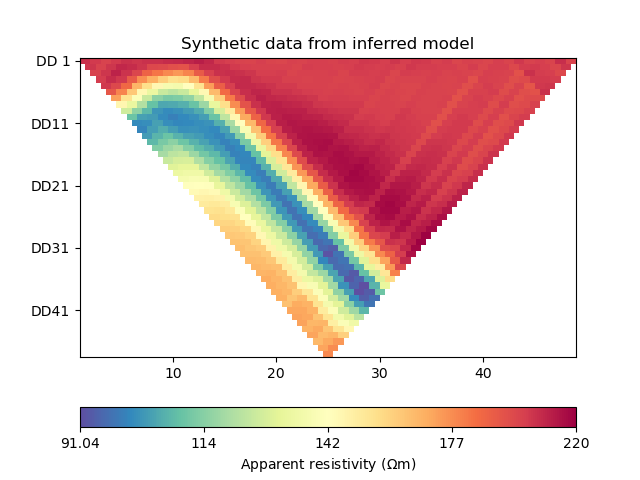 Synthetic data from inferred model
DD 1
DD11
DD21
DD31
DD41
10 20 30 40
91.04 114 142 177 220
Apparent resistivity (Ωm)